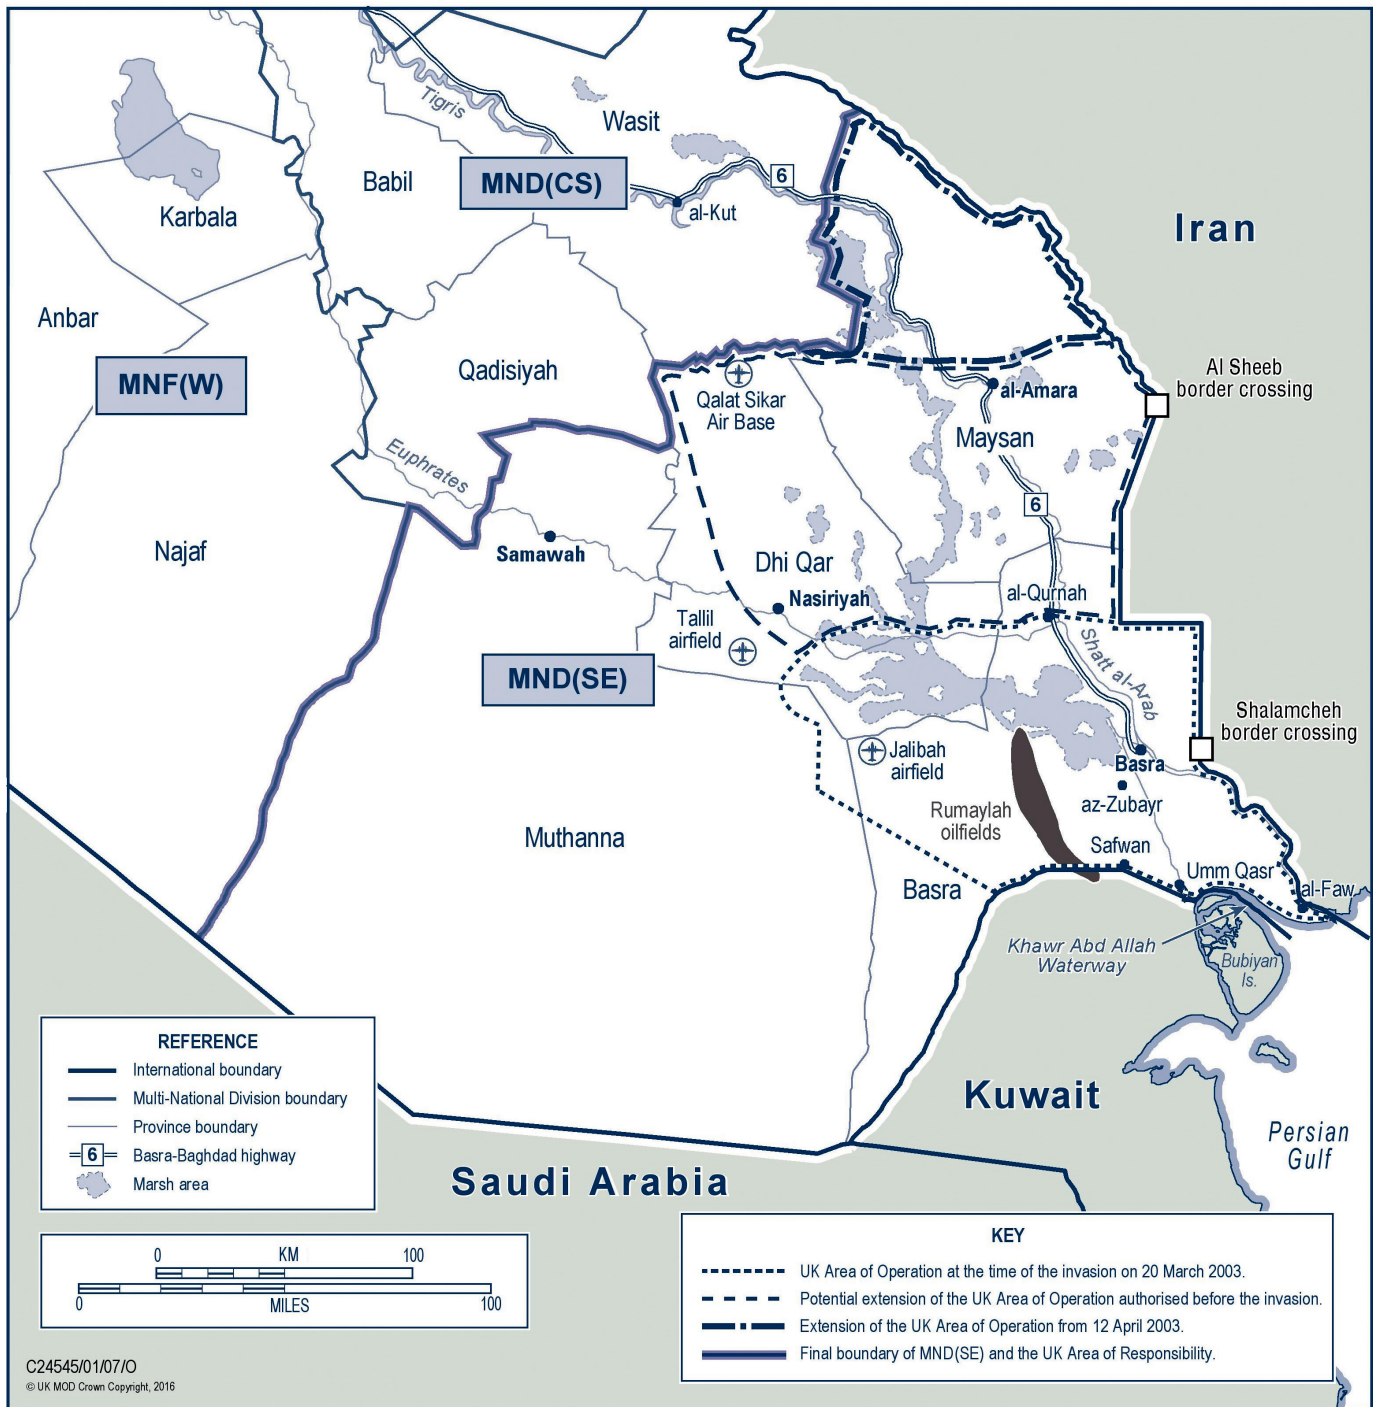 Tigris
Wasit
Babil
MND(CS)
6
al-Kut
Karbala
Iran
Anbar
MNF(W)
Qadisiyah
Qalat Sikar
Air Base
al-Amara
Al Sheeb
border crossing
Maysan
Euphrates
6
Najaf
Samawah
Dhi Qar
Nasiriyah
al-Qurnah
Tallil
airfield
Shatt al-Arab
MND(SE)
Shalamcheh
border crossing
Jalibah
airfield
Basra
Rumaylah
oilfields
az-Zubayr
Muthanna
Safwan
Umm Qasr
Basra
al-Faw
Khawr Abd Allah
Waterway
Bubiyan
Is.
REFERENCE
International boundary
Multi-National Division boundary
Province boundary
6 Basra-Baghdad highway
Marsh area
Kuwait
Persian
Gulf
Saudi Arabia
0 KM 100
0 MILES 100
KEY
UK Area of Operation at the time of the invasion on 20 March 2003.
Potential extension of the UK Area of Operation authorised before the invasion.
Extension of the UK Area of Operation from 12 April 2003.
Final boundary of MND(SE) and the UK Area of Responsibility.
C24545/01/07/O
© UK MOD Crown Copyright, 2016